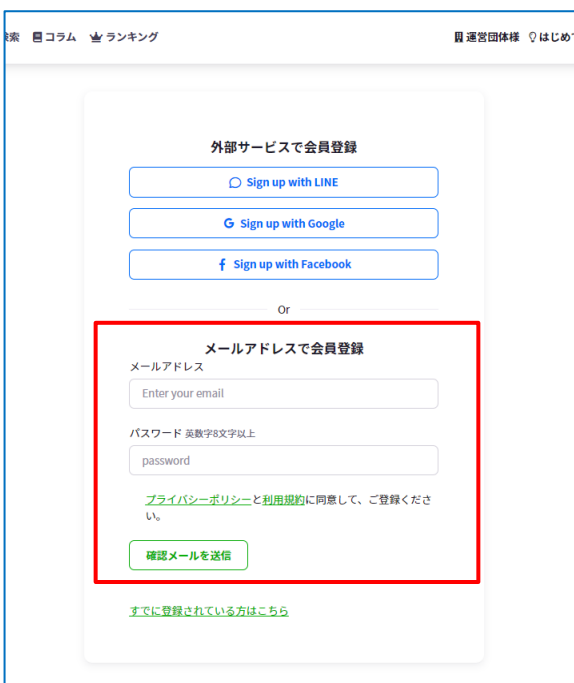 索 コラム ランキング 運営団体様 はじめて
外部サービスで会員登録
Sign up with LINE
Sign up with Google
Sign up with Facebook
Or
メールアドレスで会員登録
メールアドレス
Enter your email
パスワード 英数字8文字以上
password
プライバシーポリシーと利用規約に同意して、ご登録くださ
い。
確認メールを送信
すでに登録されている方はこちら